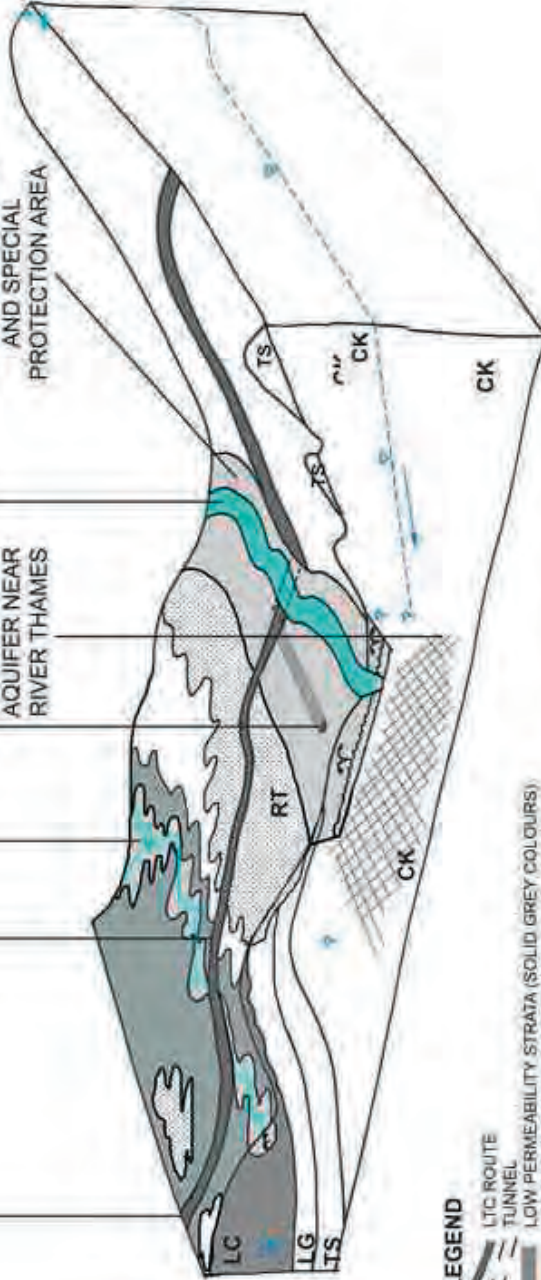 AND SPECIAL
PROTECTION AREA
AQUIFER NEAR
RIVER THAMES
TS
TS
CK
CK
RT
CK
LC
LG
TS
EGEND
LTC ROUTE
TUNNEL
LOW PERMEABILITY STRATA (SOLID GREY COLOURS)